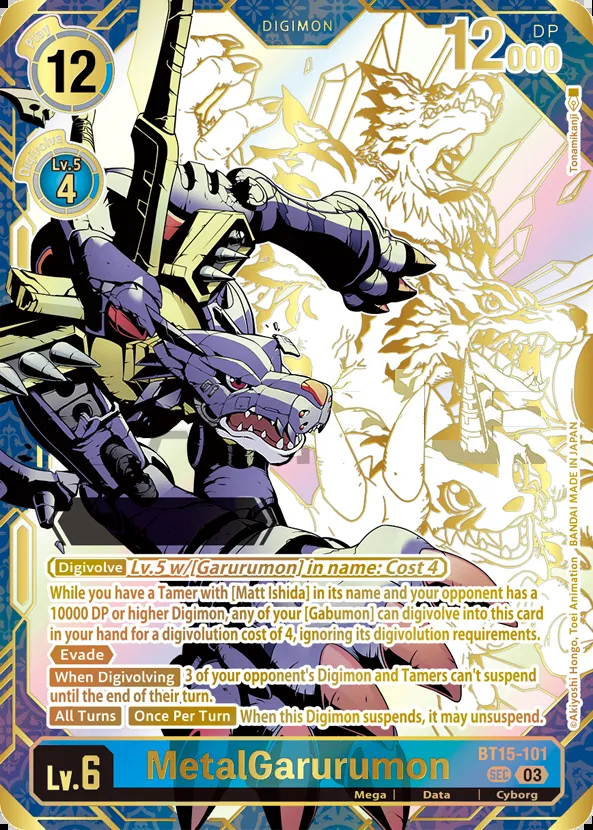 DIGIMON
Play
12
DP
12000
Digivolve
Lv.5
4
Tonamikanji
Digivolve Lv.5 w/[Garurumon] in name: Cost 4
While you have a Tamer with [Matt Ishida] in its name and your opponent has a
10000 DP or higher Digimon, any of your [Gabumon] can digivolve into this card
in your hand for a digivolution cost of 4, ignoring its digivolution requirements.
Evade
When Digivolving 3 of your opponent's Digimon and Tamers can't suspend
until the end of their turn.
All Turns Once Per Turn When this Digimon suspends, it may unsuspend.
©Akiyoshi Hongo, Toei Animation BANDAI MADE IN JAPAN
Lv.6
MetalGarurumon
BT15-101
SEC 03
Mega | Data | Cyborg